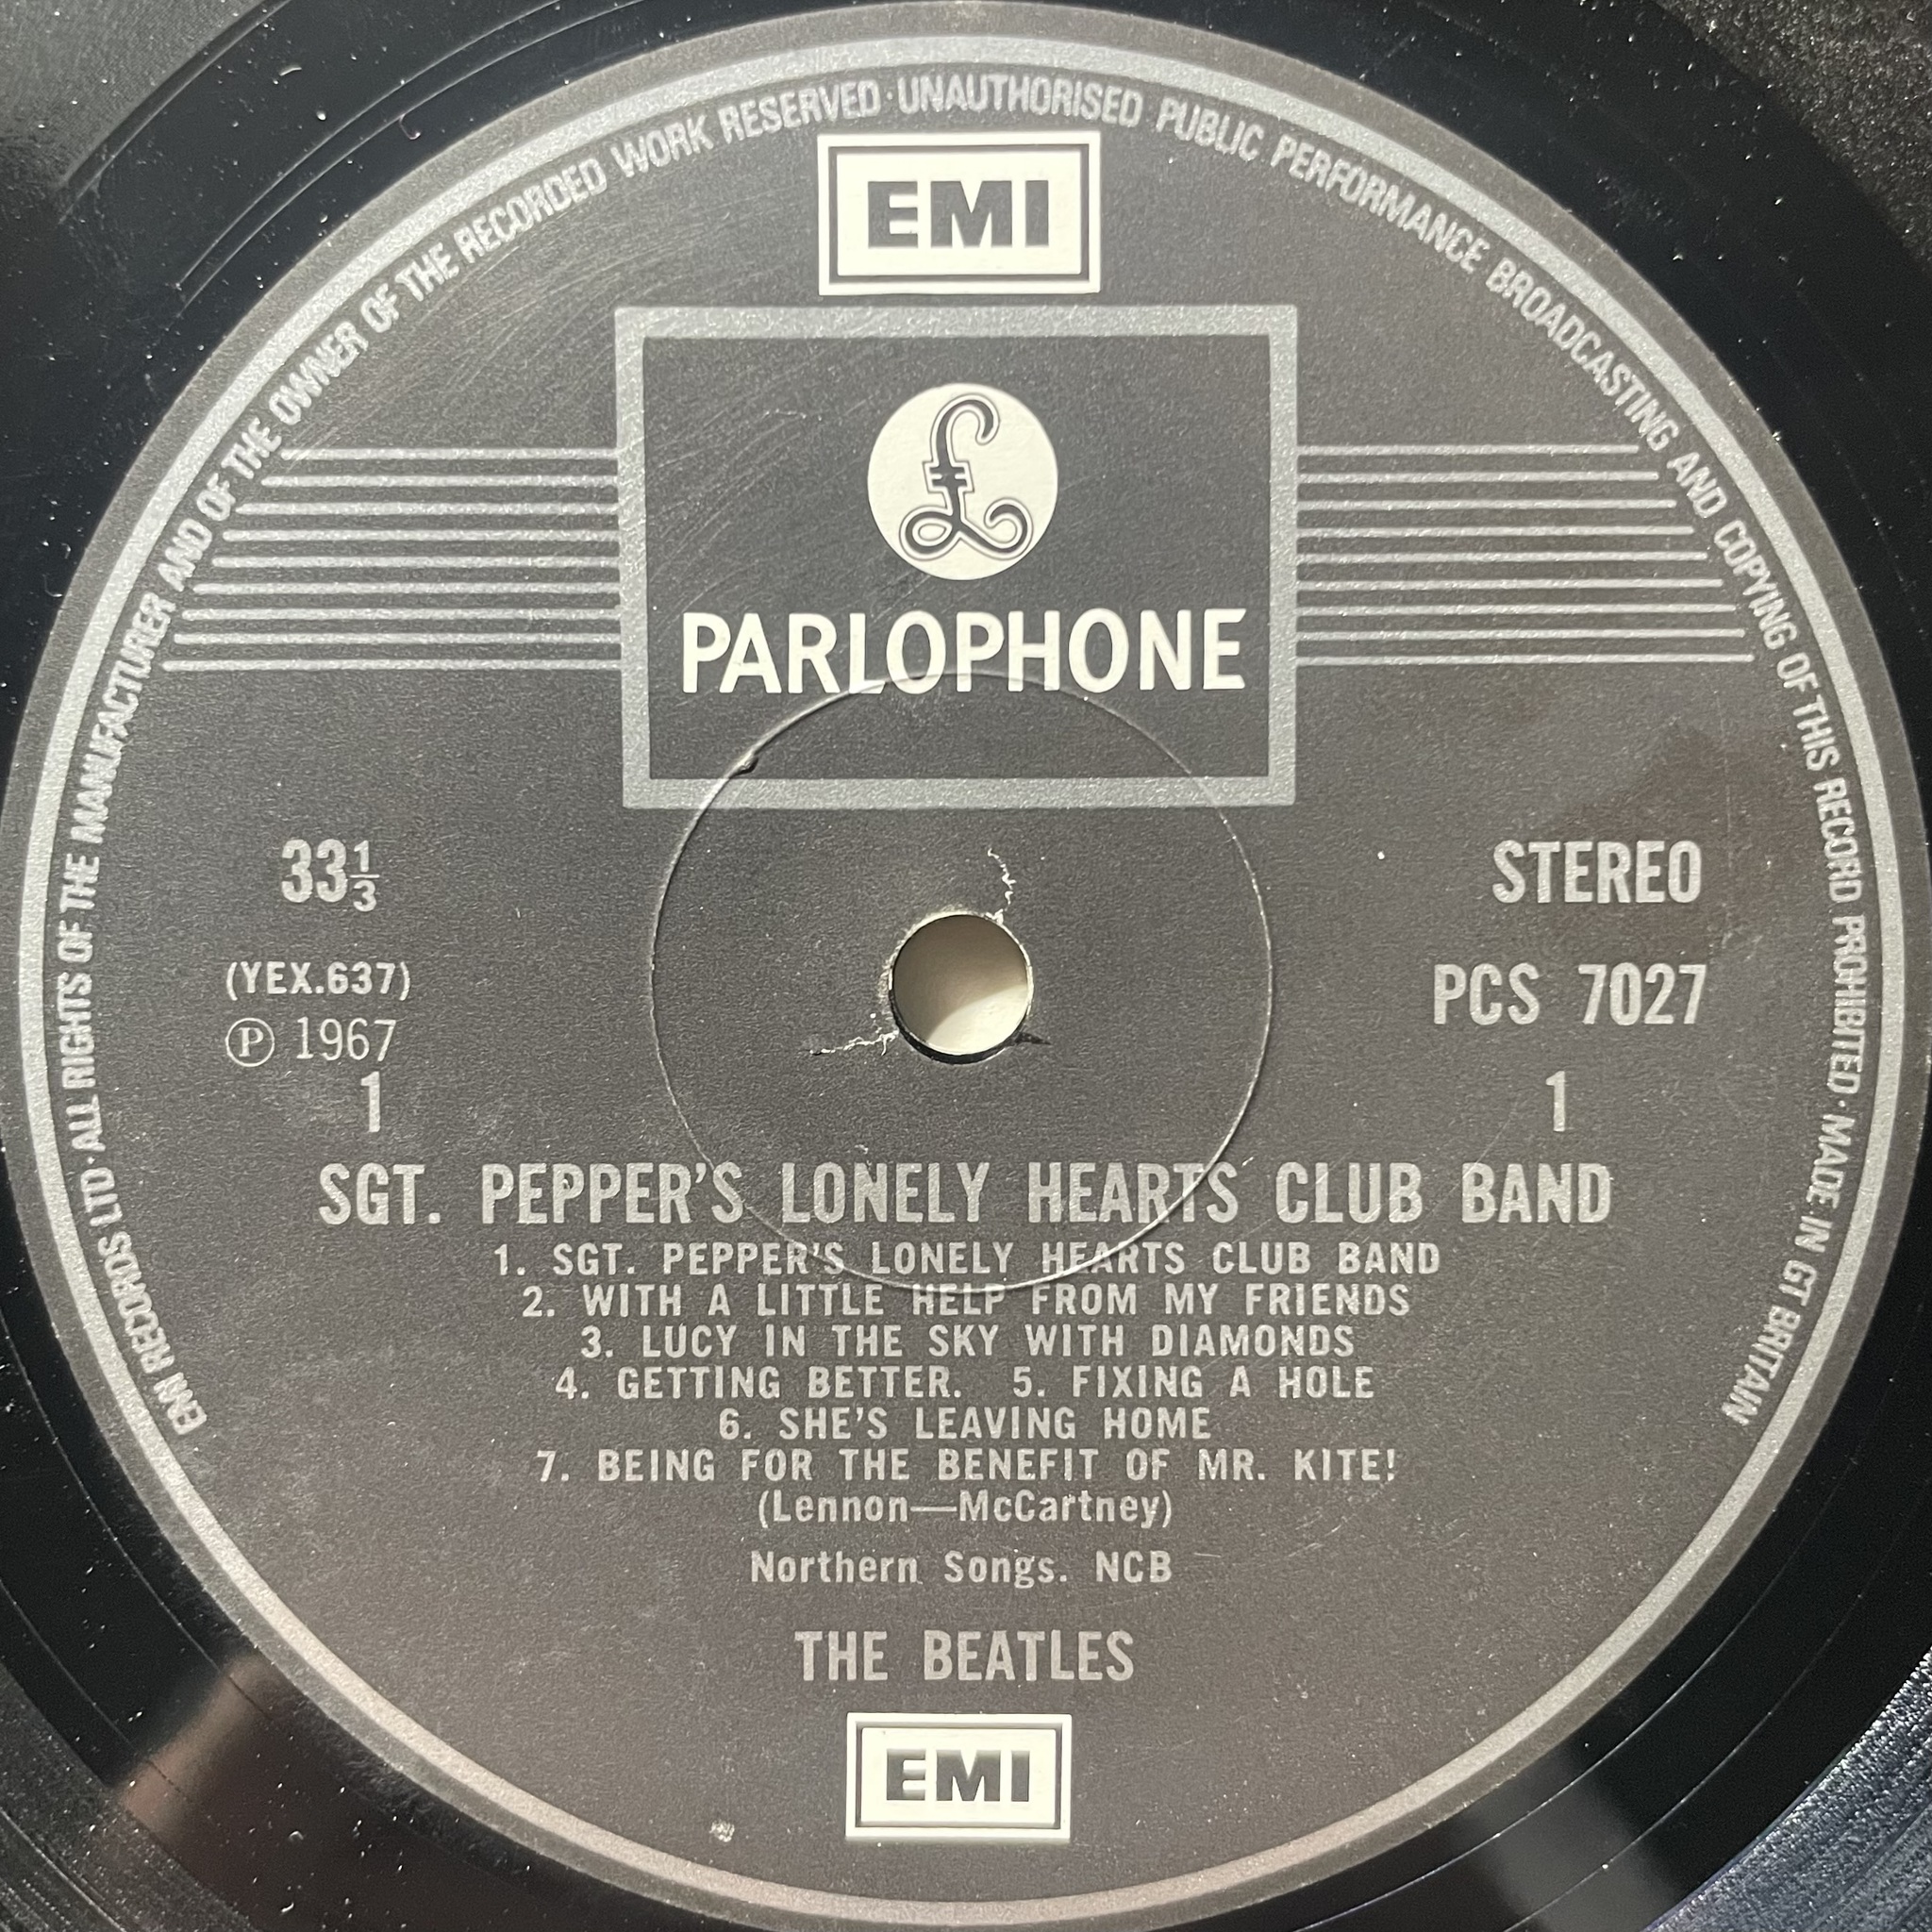 EMI RECORDS LTD·ALL RIGHTS OF THE MANUFACTURER AND OF THE OWNER OF THE RECORDED WORK RESERVED·UNAUTHORISED PUBLIC PERFORMANCE BROADCASTING AND COPYING OF THIS RECORD PROHIBITED·MADE IN GT BRITAIN
EMI
£
PARLOPHONE
33⅓
STEREO
(YEX.637)
PCS 7027
℗ 1967
1
1
SGT. PEPPER'S LONELY HEARTS CLUB BAND
1. SGT. PEPPER'S LONELY HEARTS CLUB BAND
2. WITH A LITTLE HELP FROM MY FRIENDS
3. LUCY IN THE SKY WITH DIAMONDS
4. GETTING BETTER. 5. FIXING A HOLE
6. SHE'S LEAVING HOME
7. BEING FOR THE BENEFIT OF MR. KITE!
(Lennon—McCartney)
Northern Songs. NCB
THE BEATLES
EMI